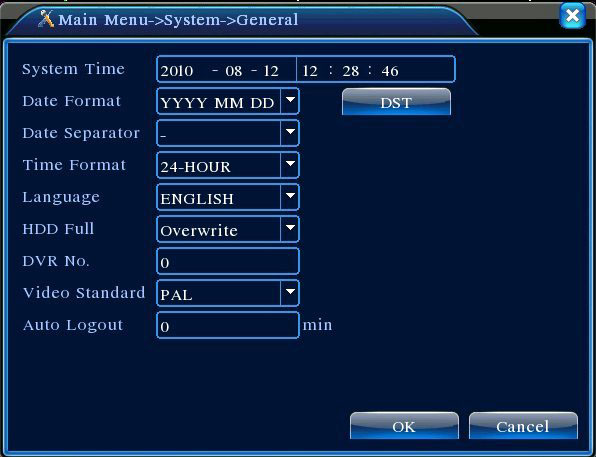 Main Menu->System->General
System Time 2010 - 08 - 12 12 : 28 : 46
Date Format YYYY MM DD DST
Date Separator -
Time Format 24-HOUR
Language ENGLISH
HDD Full Overwrite
DVR No. 0
Video Standard PAL
Auto Logout 0 min
OK Cancel